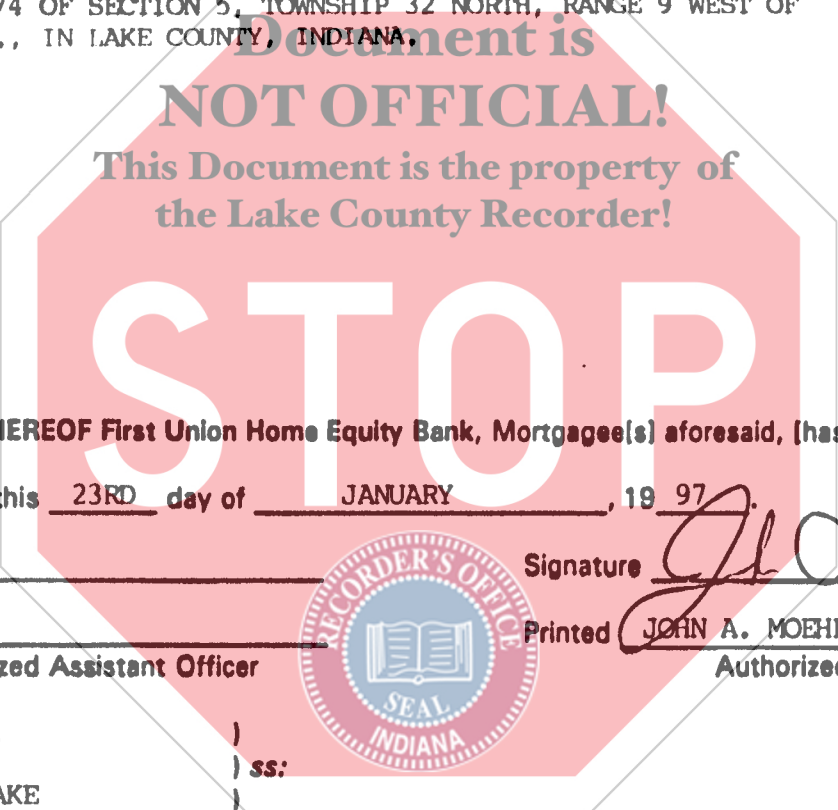 /4 OF SECTION 5, TOWNSHIP 32 NORTH, RANGE 9 WEST OF
., IN LAKE COUNTY, INDIANA.
Document is
NOT OFFICIAL!
This Document is the property of
the Lake County Recorder!
STOP
HEREOF First Union Home Equity Bank, Mortgagee(s) aforesaid, [has
this 23RD day of JANUARY, 19 97.
Signature
Printed JOHN A. MOEHL
zed Assistant Officer Authorized
RECORDER'S OFFICE
SEAL
INDIANA
)
) ss:
AKE )